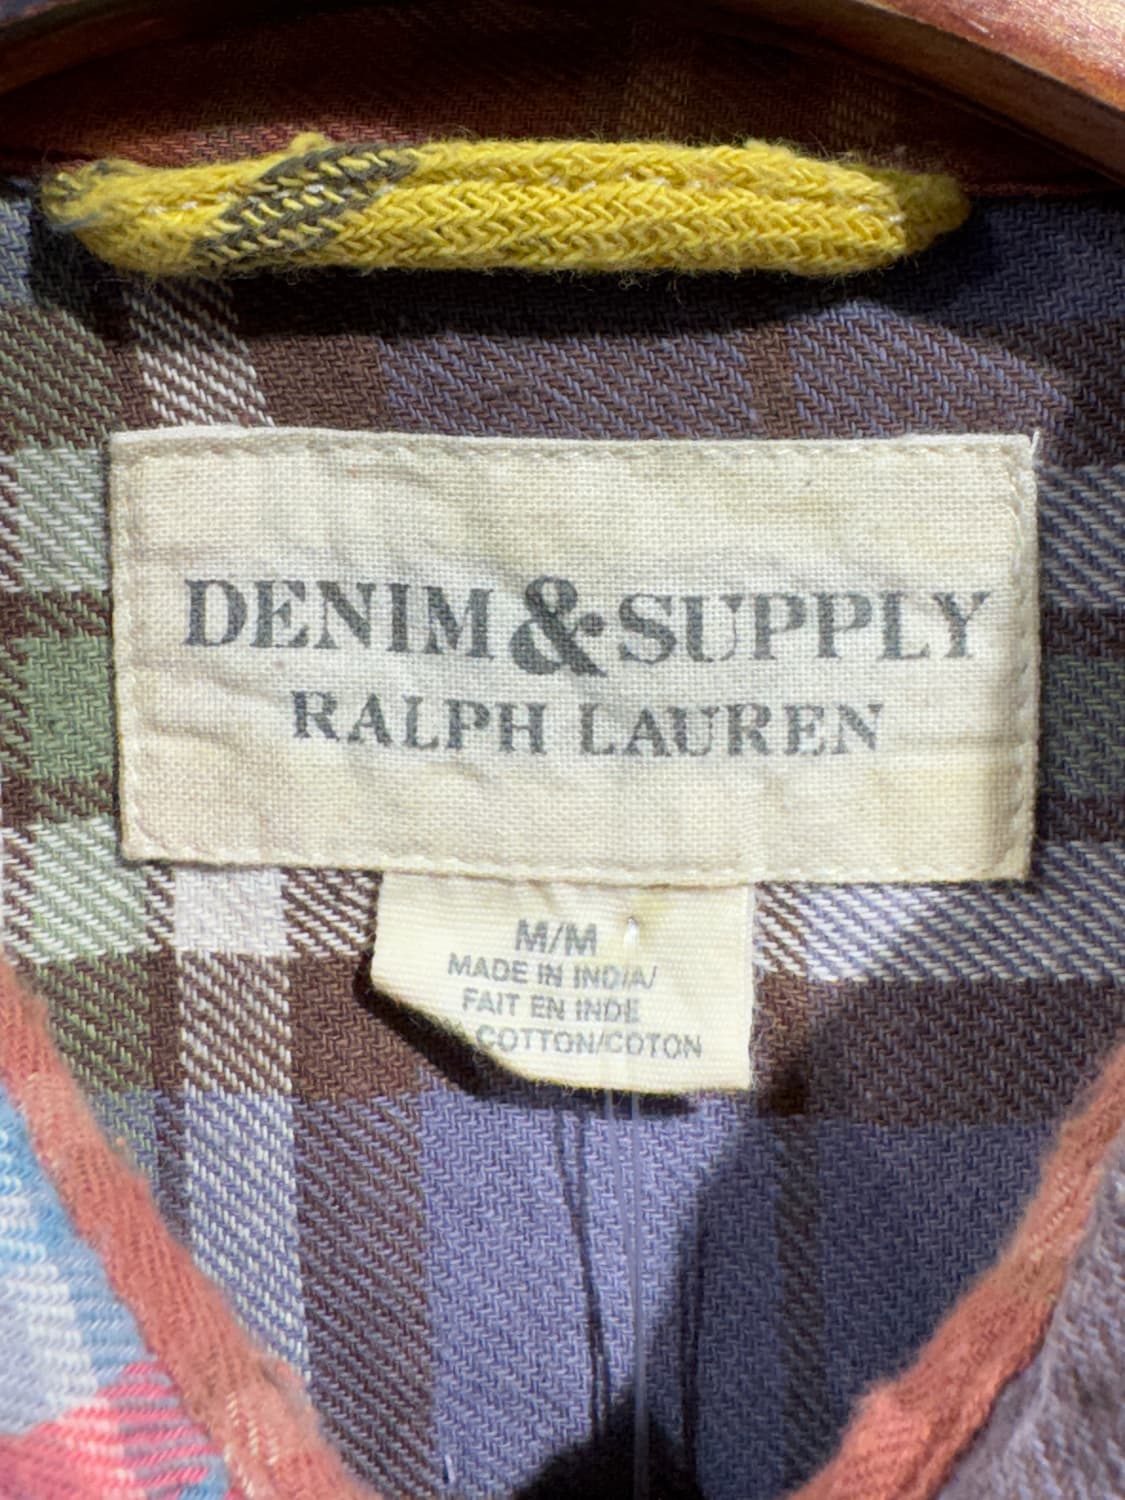 DENIM & SUPPLY
RALPH LAUREN
M/M
MADE IN INDIA/
FAIT EN INDE
COTTON/COTON